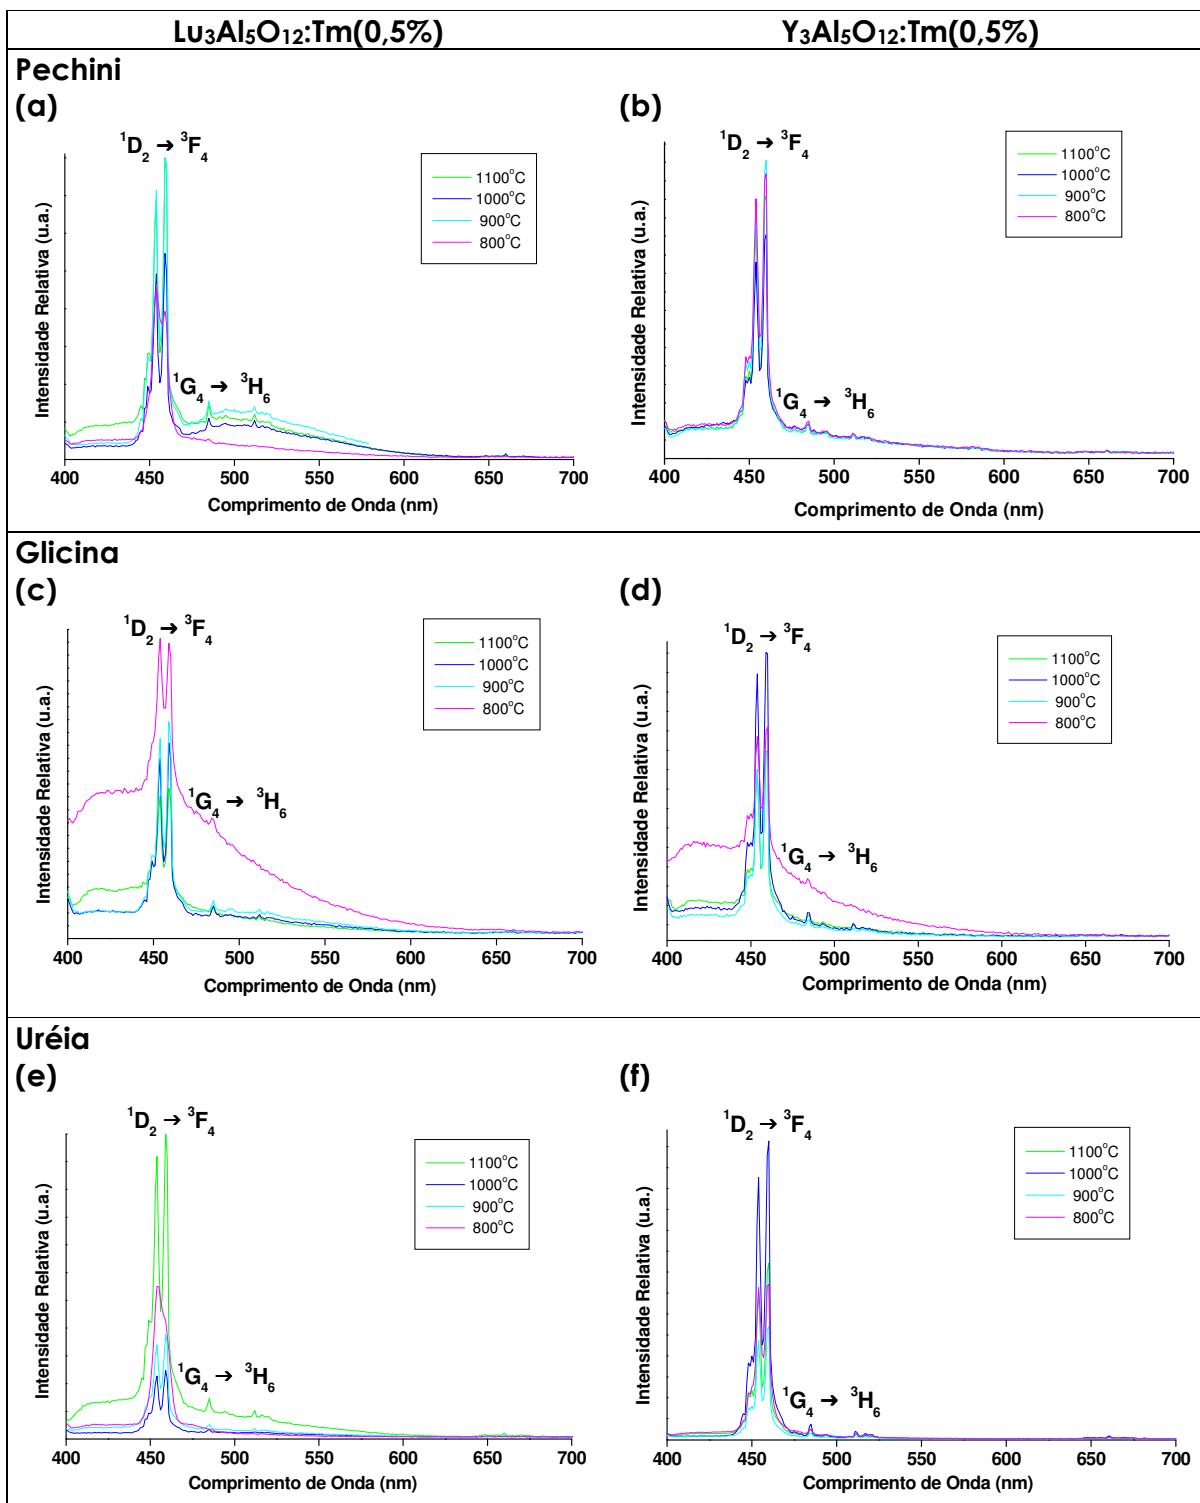 Lu₃Al₅O₁₂:Tm(0,5%) Y₃Al₅O₁₂:Tm(0,5%)
Pechini
(a)
¹D₂ → ³F₄
¹G₄ → ³H₆
1100°C
1000°C
900°C
800°C
Intensidade Relativa (u.a.)
400 450 500 550 600 650 700
Comprimento de Onda (nm)
(b)
¹D₂ → ³F₄
¹G₄ → ³H₆
1100°C
1000°C
900°C
800°C
Intensidade Relativa (u.a.)
400 450 500 550 600 650 700
Comprimento de Onda (nm)
Glicina
(c)
¹D₂ → ³F₄
¹G₄ → ³H₆
1100°C
1000°C
900°C
800°C
Intensidade Relativa (u.a.)
400 450 500 550 600 650 700
Comprimento de Onda (nm)
(d)
¹D₂ → ³F₄
¹G₄ → ³H₆
1100°C
1000°C
900°C
800°C
Intensidade Relativa (u.a.)
400 450 500 550 600 650 700
Comprimento de Onda (nm)
Uréia
(e)
¹D₂ → ³F₄
¹G₄ → ³H₆
1100°C
1000°C
900°C
800°C
Intensidade Relativa (u.a.)
400 450 500 550 600 650 700
Comprimento de Onda (nm)
(f)
¹D₂ → ³F₄
¹G₄ → ³H₆
1100°C
1000°C
900°C
800°C
Intensidade Relativa (u.a.)
400 450 500 550 600 650 700
Comprimento de Onda (nm)